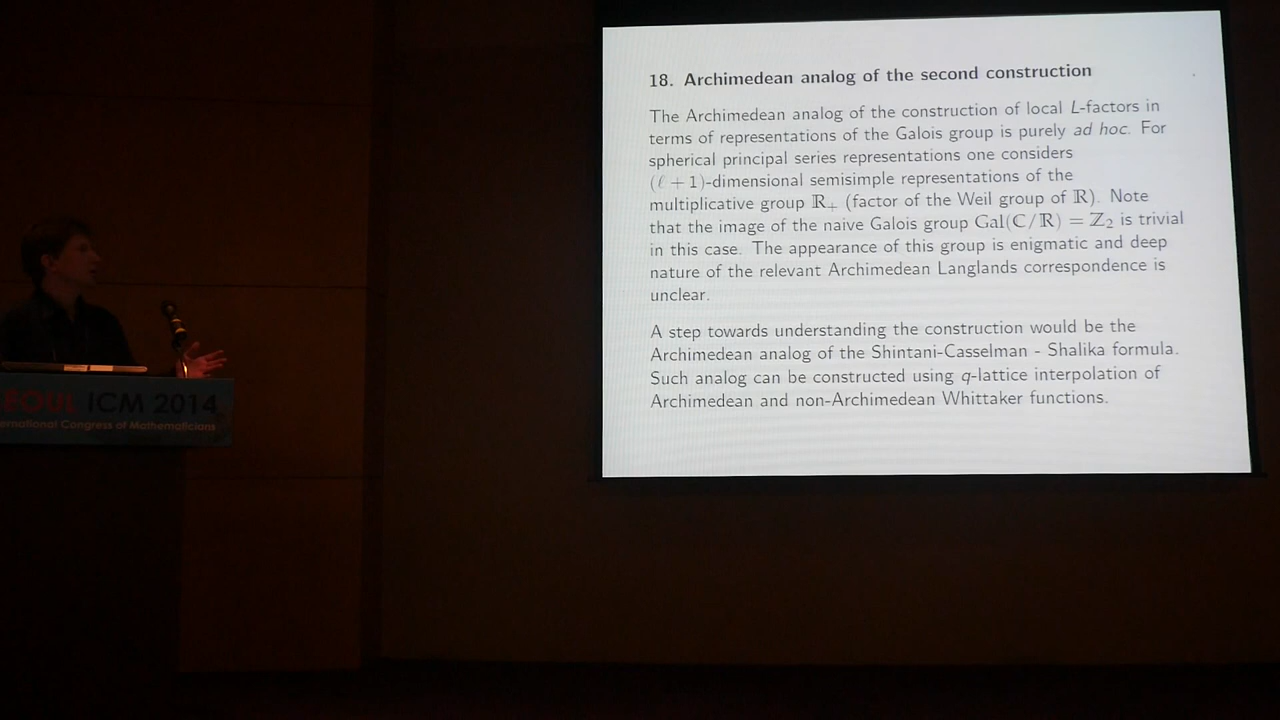 18. Archimedean analog of the second construction
The Archimedean analog of the construction of local L-factors in
terms of representations of the Galois group is purely ad hoc. For
spherical principal series representations one considers
(ℓ + 1)-dimensional semisimple representations of the
multiplicative group ℝ₊ (factor of the Weil group of ℝ). Note
that the image of the naive Galois group Gal(ℂ/ℝ) = ℤ₂ is trivial
in this case. The appearance of this group is enigmatic and deep
nature of the relevant Archimedean Langlands correspondence is
unclear.
A step towards understanding the construction would be the
Archimedean analog of the Shintani-Casselman - Shalika formula.
Such analog can be constructed using q-lattice interpolation of
Archimedean and non-Archimedean Whittaker functions.
EOUL ICM 2014
ernational Congress of Mathematicians